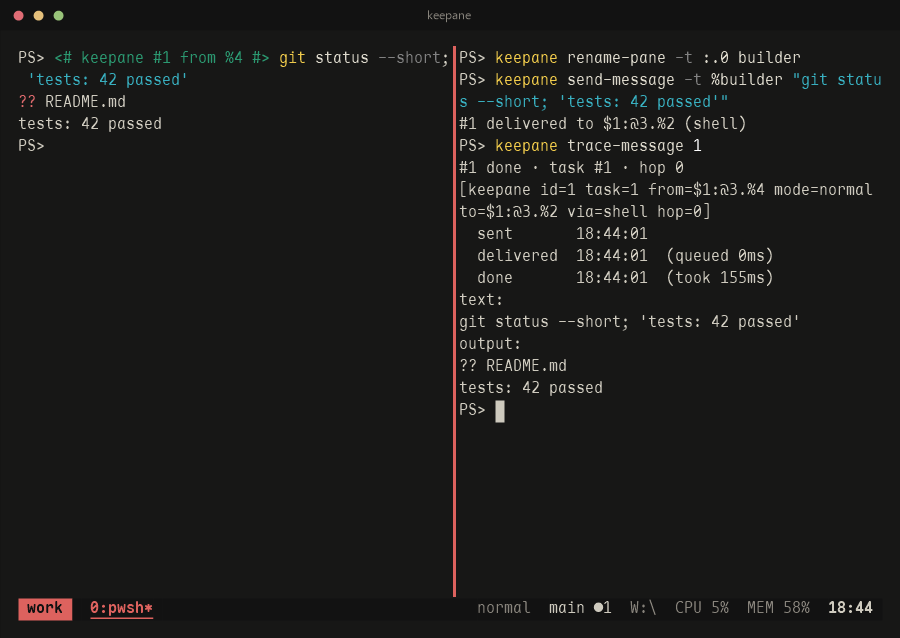 keepane
PS> <# keepane #1 from %4 #> git status --short;
 'tests: 42 passed'
?? README.md
tests: 42 passed
PS>
PS> keepane rename-pane -t :.0 builder
PS> keepane send-message -t %builder "git statu
s --short; 'tests: 42 passed'"
#1 delivered to $1:@3.%2 (shell)
PS> keepane trace-message 1
#1 done · task #1 · hop 0
[keepane id=1 task=1 from=$1:@3.%4 mode=normal
to=$1:@3.%2 via=shell hop=0]
  sent       18:44:01
  delivered  18:44:01  (queued 0ms)
  done       18:44:01  (took 155ms)
text:
git status --short; 'tests: 42 passed'
output:
?? README.md
tests: 42 passed
PS>
work  0:pwsh*  normal  main ●1  W:\  CPU 5%  MEM 58%  18:44